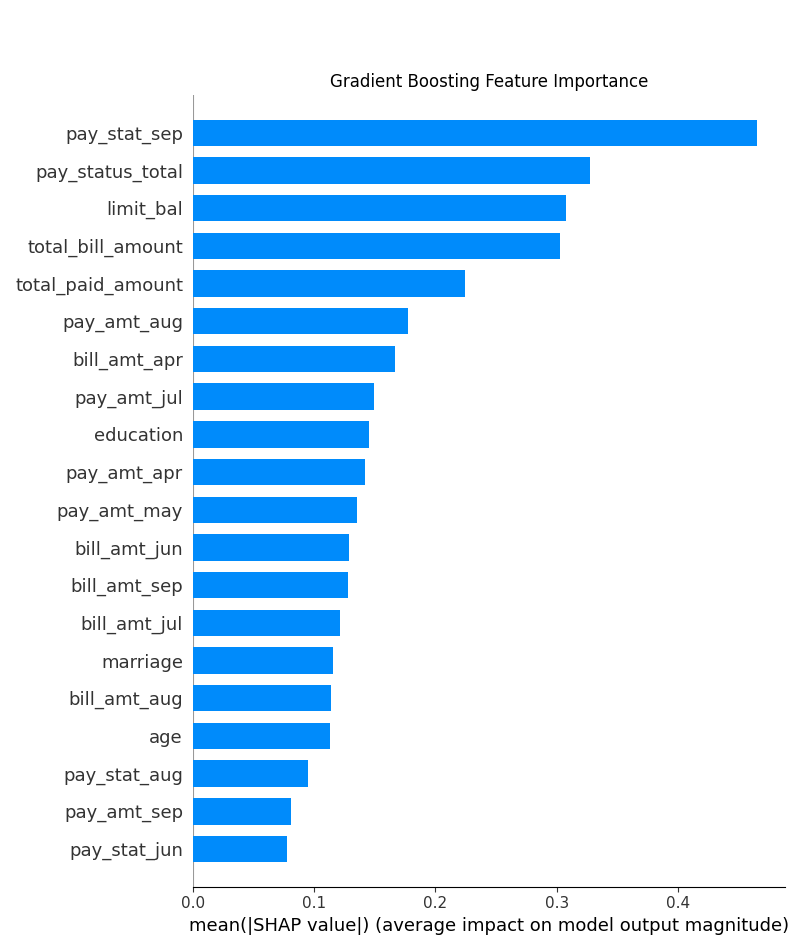 Gradient Boosting Feature Importance
pay_stat_sep
pay_status_total
limit_bal
total_bill_amount
total_paid_amount
pay_amt_aug
bill_amt_apr
pay_amt_jul
education
pay_amt_apr
pay_amt_may
bill_amt_jun
bill_amt_sep
bill_amt_jul
marriage
bill_amt_aug
age
pay_stat_aug
pay_amt_sep
pay_stat_jun
0.0 0.1 0.2 0.3 0.4
mean(|SHAP value|) (average impact on model output magnitude)